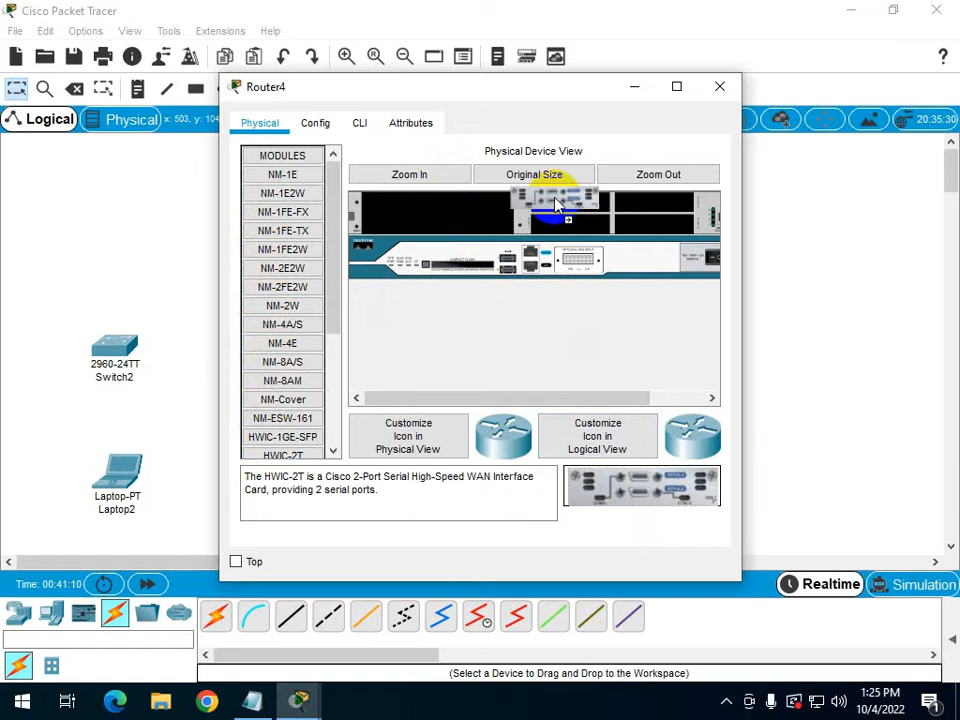 Cisco Packet Tracer
File Edit Options View Tools Extensions Help
Logical
Physical
x: 503, y: 104
20:35:30
Router4
Physical
Config
CLI
Attributes
MODULES
NM-1E
NM-1E2W
NM-1FE-FX
NM-1FE-TX
NM-1FE2W
NM-2E2W
NM-2FE2W
NM-2W
NM-4A/S
NM-4E
NM-8A/S
NM-8AM
NM-Cover
NM-ESW-161
HWIC-1GE-SFP
HWIC-2T
Physical Device View
Zoom In
Original Size
Zoom Out
Customize
Icon in
Physical View
Customize
Icon in
Logical View
The HWIC-2T is a Cisco 2-Port Serial High-Speed WAN Interface
Card, providing 2 serial ports.
Top
2960-24TT
Switch2
Laptop-PT
Laptop2
Time: 00:41:10
Realtime
Simulation
(Select a Device to Drag and Drop to the Workspace)
1:25 PM
10/4/2022
1